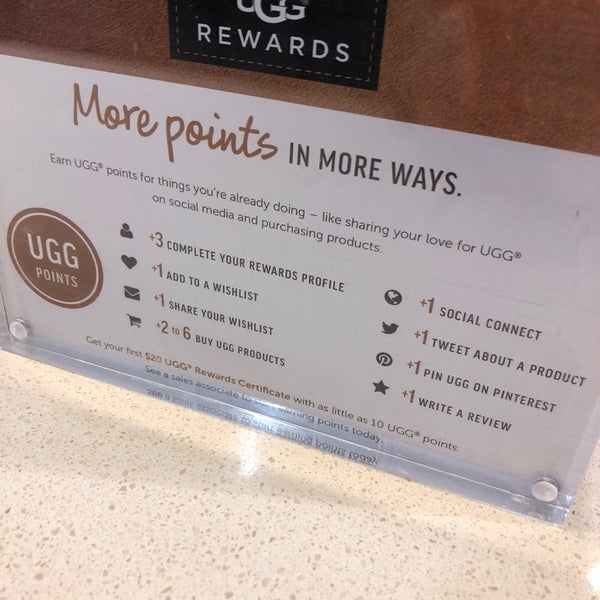 UGG
REWARDS
More points IN MORE WAYS.
Earn UGG® points for things you're already doing – like sharing your love for UGG®
on social media and purchasing products.
UGG
POINTS
+3 COMPLETE YOUR REWARDS PROFILE
+1 ADD TO A WISHLIST
+1 SHARE YOUR WISHLIST
+2 to 6 BUY UGG PRODUCTS
+1 SOCIAL CONNECT
+1 TWEET ABOUT A PRODUCT
+1 PIN UGG ON PINTEREST
+1 WRITE A REVIEW
Get your first $20 UGG® Rewards Certificate with as little as 10 UGG® points.
See a sales associate to start earning points today.